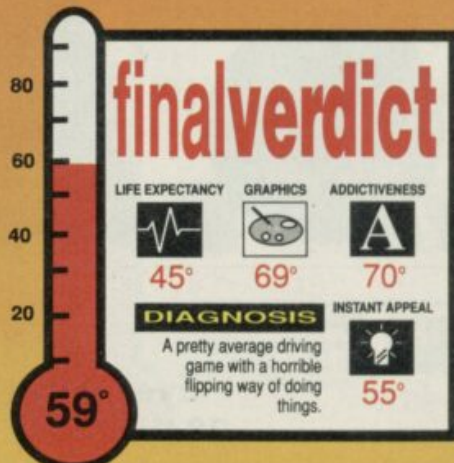 80
60
40
20
59°
finalverdict
LIFE EXPECTANCY GRAPHICS ADDICTIVENESS
A
45° 69° 70°
DIAGNOSIS
A pretty average driving
game with a horrible
flipping way of doing
things.
INSTANT APPEAL
55°